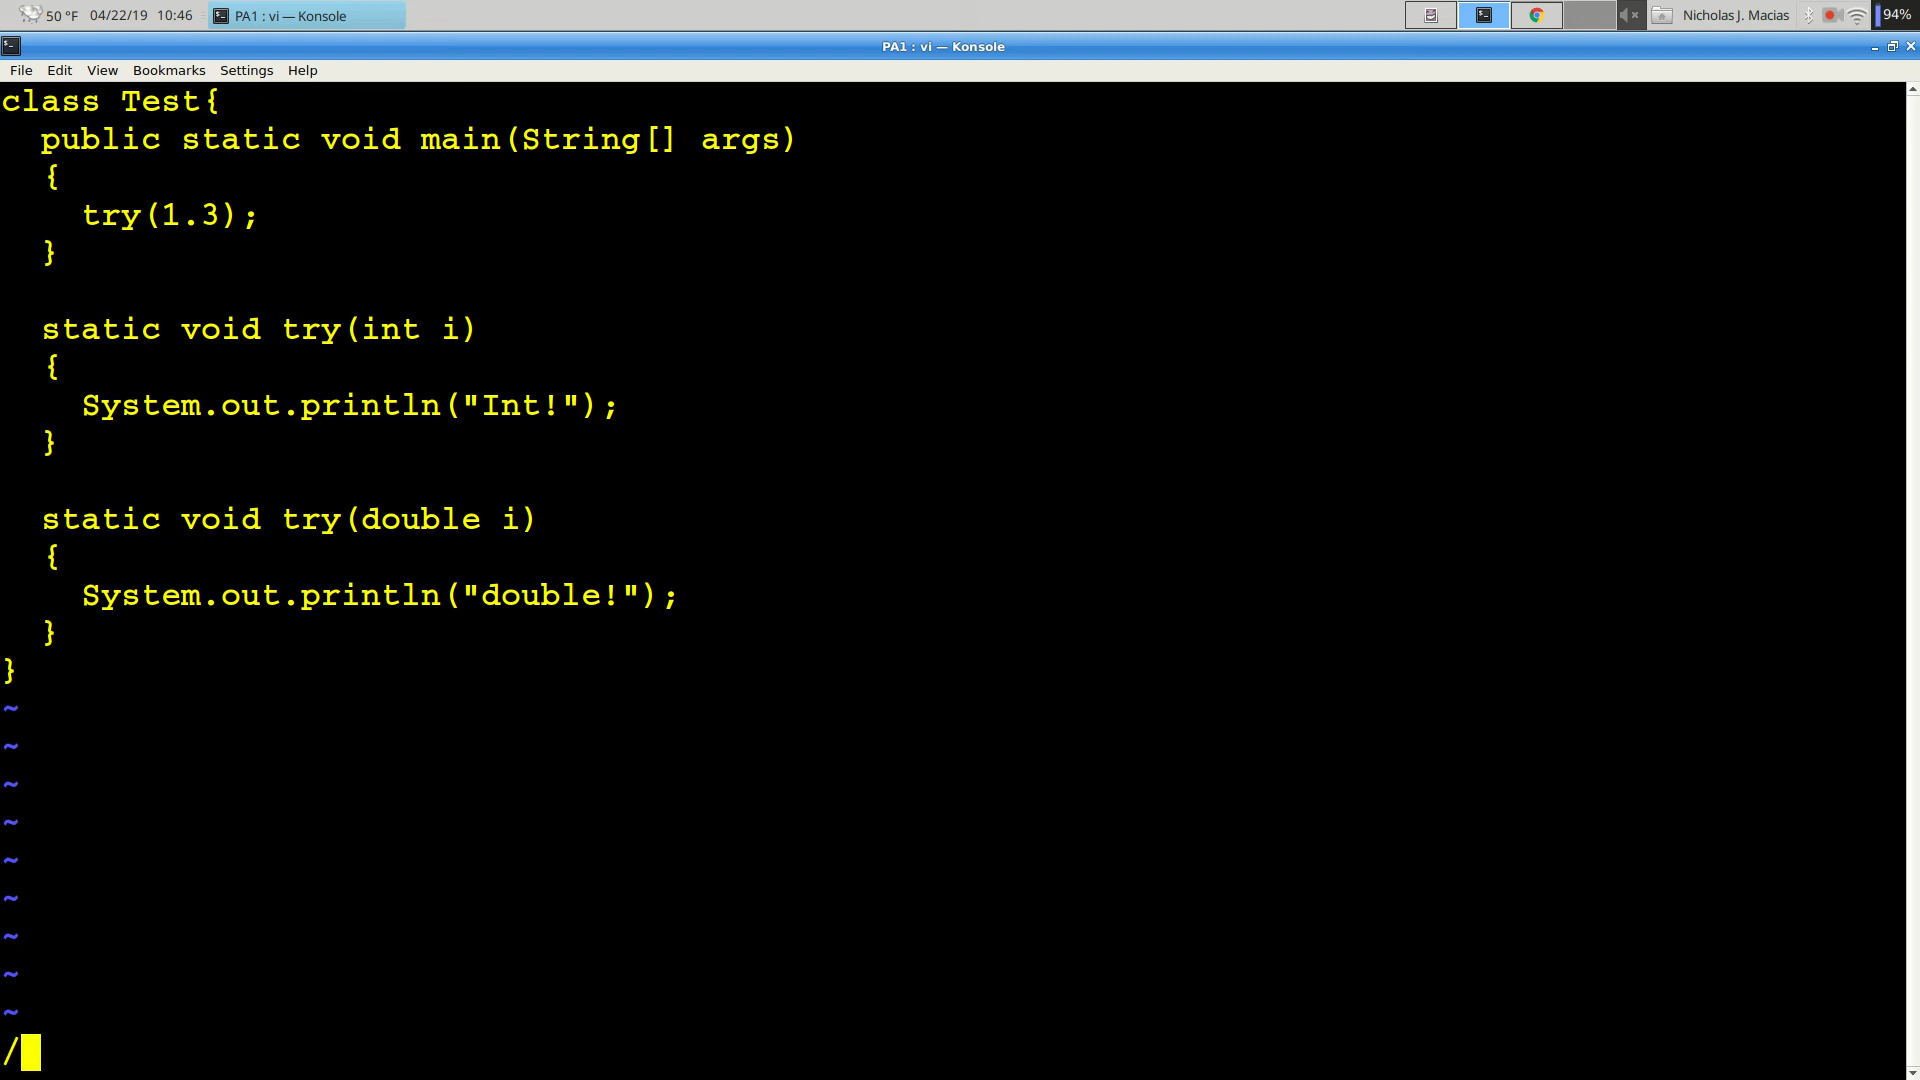 50 °F 04/22/19 10:46 PA1 : vi — Konsole Nicholas J. Macias 94%
PA1 : vi — Konsole
File Edit View Bookmarks Settings Help
class Test{
  public static void main(String[] args)
  {
    try(1.3);
  }

  static void try(int i)
  {
    System.out.println("Int!");
  }

  static void try(double i)
  {
    System.out.println("double!");
  }
}
~
~
~
~
~
~
~
~
~
/